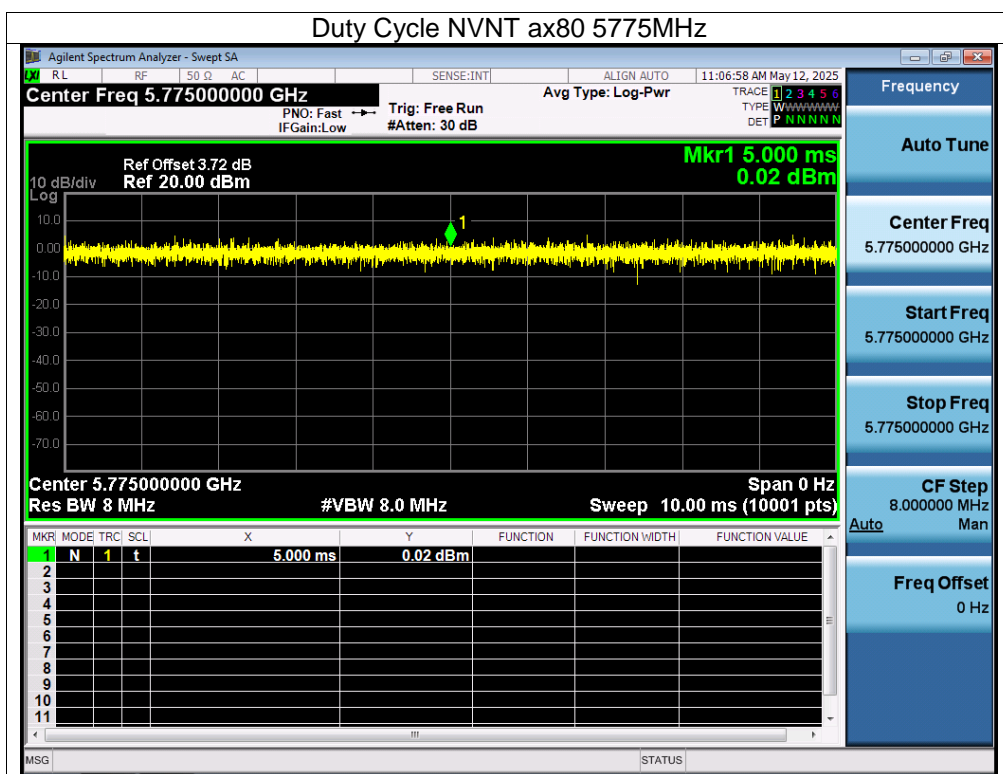 Duty Cycle NVNT ax80 5775MHz
Agilent Spectrum Analyzer - Swept SA
LXI RL RF 50 Ω AC SENSE:INT ALIGN AUTO 11:06:58 AM May 12, 2025
Center Freq 5.775000000 GHz
PNO: Fast
IFGain:Low
Trig: Free Run
#Atten: 30 dB
Avg Type: Log-Pwr
TRACE 1 2 3 4 5 6
TYPE WWWWWW
DET P N N N N N
Ref Offset 3.72 dB
10 dB/div Ref 20.00 dBm
Log
Mkr1 5.000 ms
0.02 dBm
10.0
0.00
-10.0
-20.0
-30.0
-40.0
-50.0
-60.0
-70.0
1
Center 5.775000000 GHz Span 0 Hz
Res BW 8 MHz #VBW 8.0 MHz Sweep 10.00 ms (10001 pts)
MKR MODE TRC SCL X Y FUNCTION FUNCTION WIDTH FUNCTION VALUE
1 N 1 t 5.000 ms 0.02 dBm
2
3
4
5
6
7
8
9
10
11
MSG STATUS
Frequency
Auto Tune
Center Freq
5.775000000 GHz
Start Freq
5.775000000 GHz
Stop Freq
5.775000000 GHz
CF Step
8.000000 MHz
Auto Man
Freq Offset
0 Hz